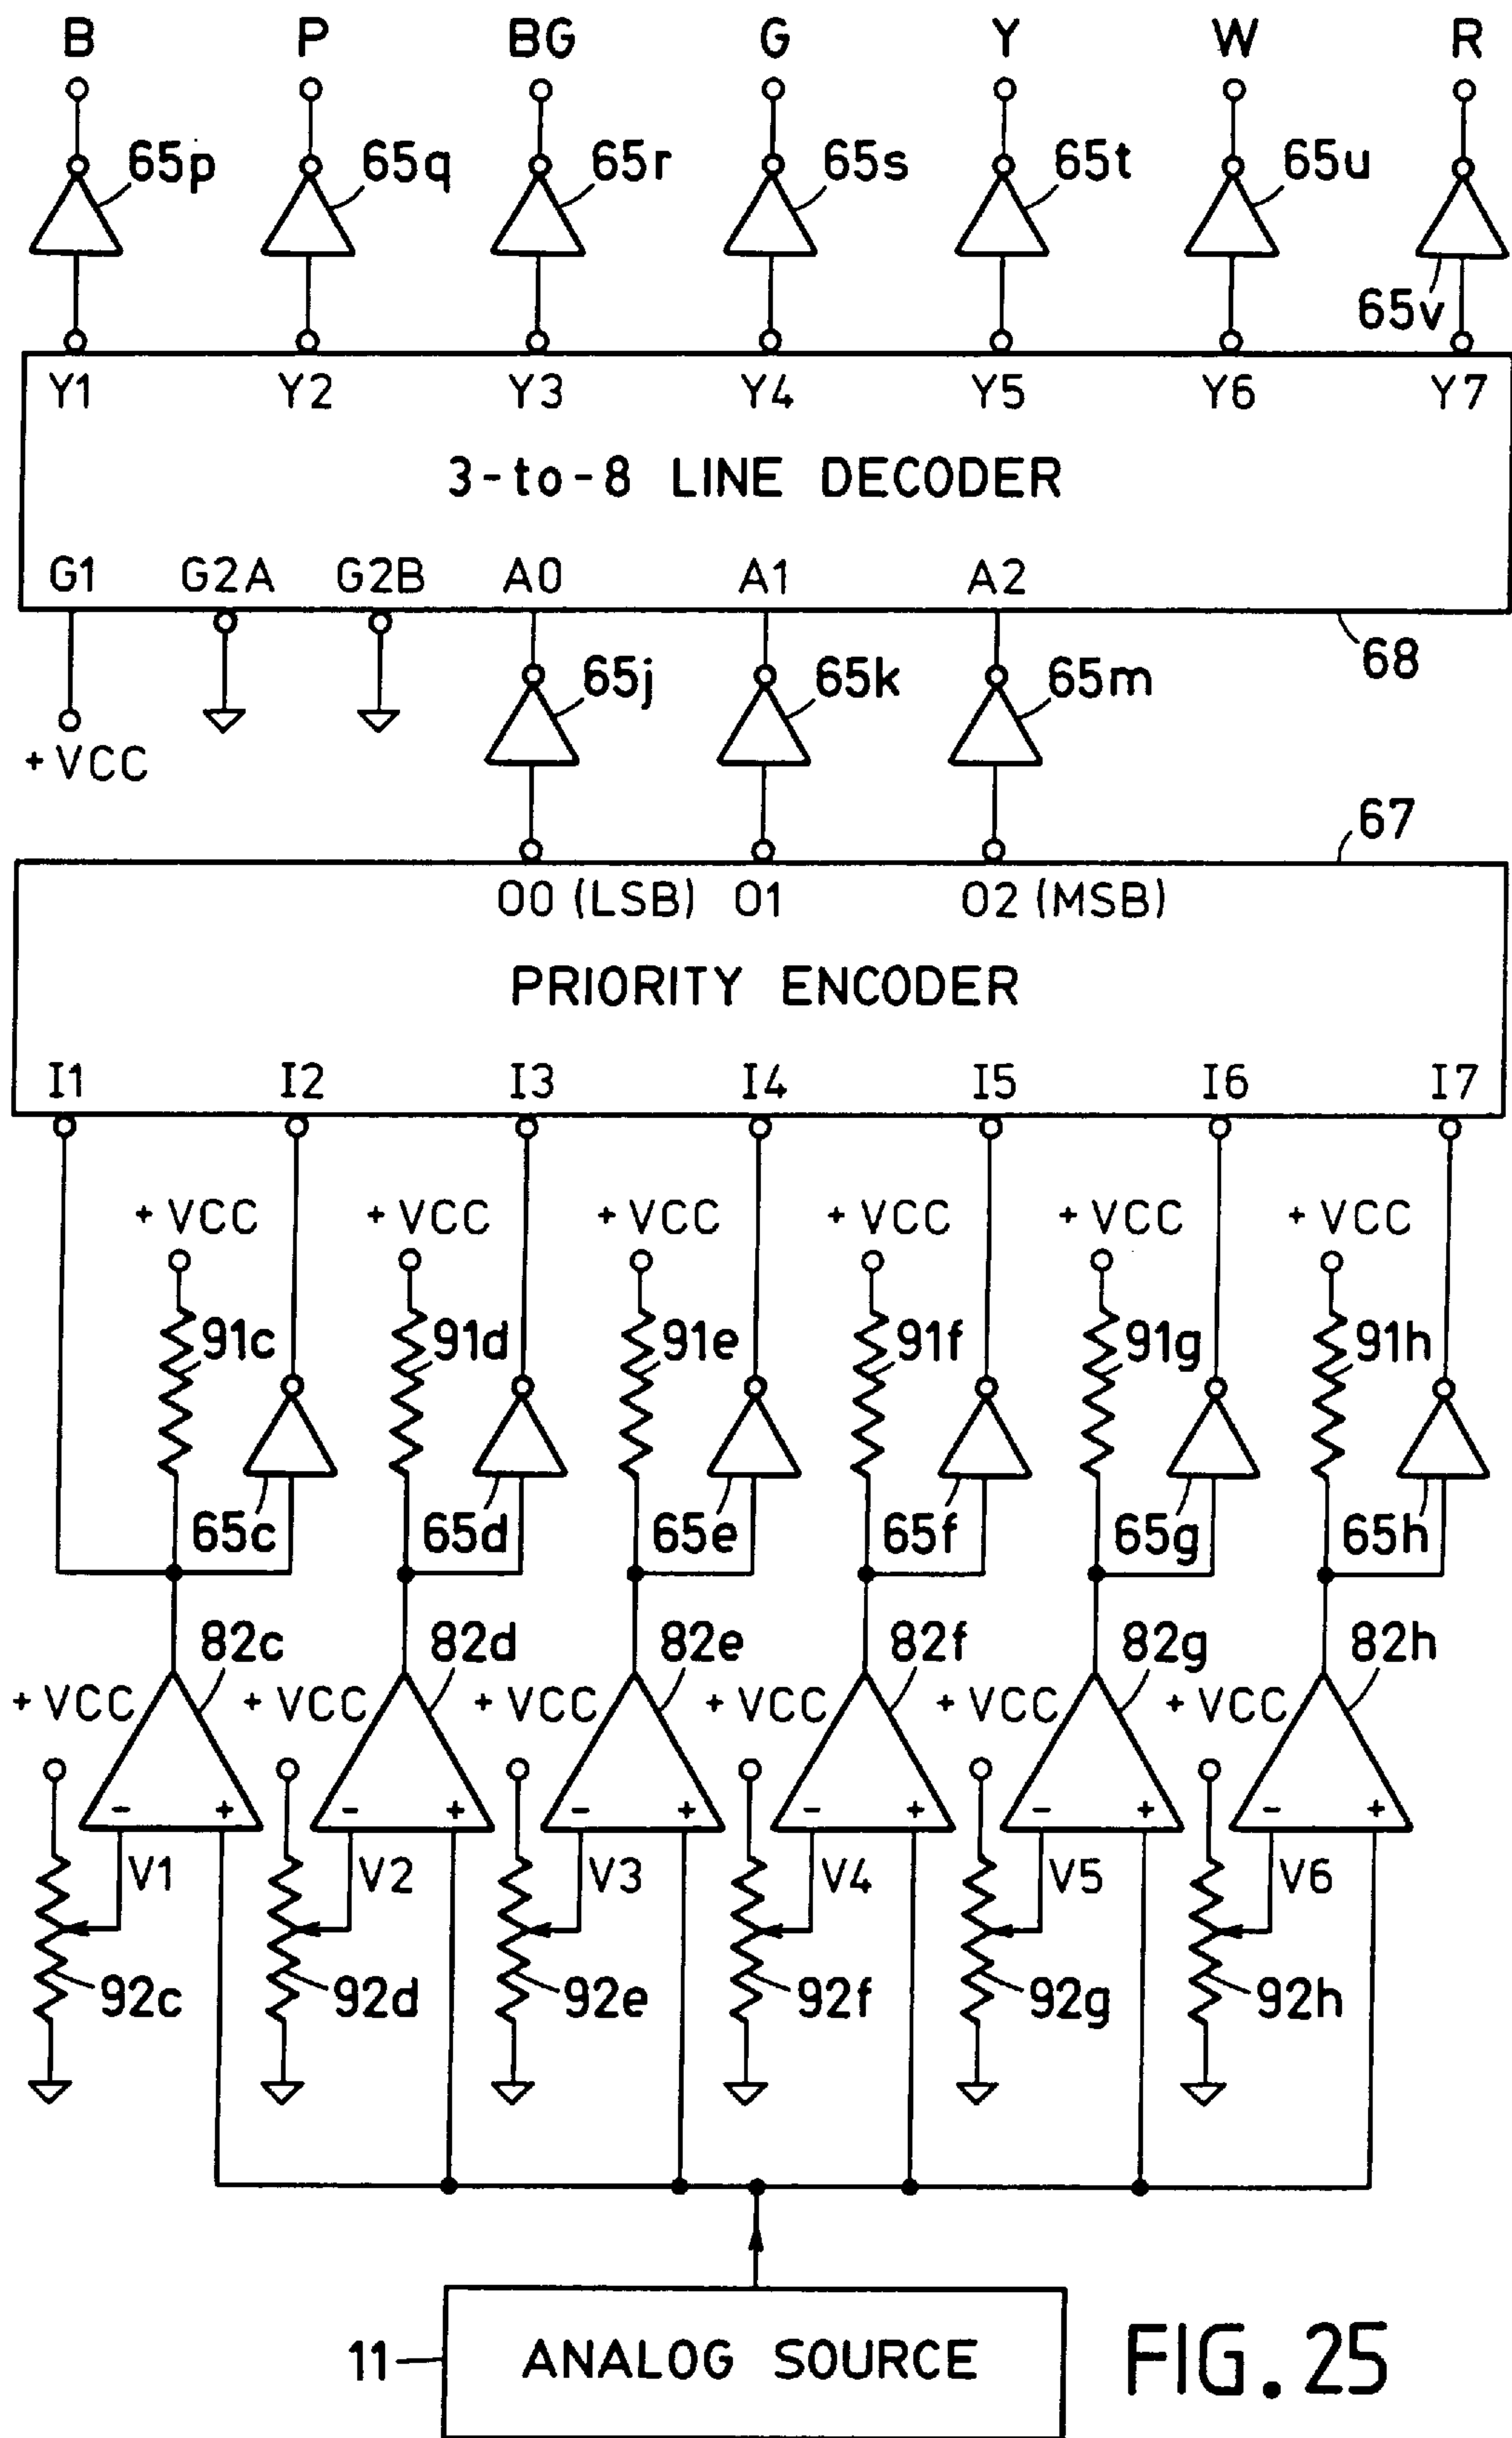 B P BG G Y W R
65p 65q 65r 65s 65t 65u
65v
Y1 Y2 Y3 Y4 Y5 Y6 Y7
3-to-8 LINE DECODER
G1 G2A G2B A0 A1 A2
68
65j 65k 65m
+VCC
67
O0 (LSB) O1 O2 (MSB)
PRIORITY ENCODER
I1 I2 I3 I4 I5 I6 I7
+VCC +VCC +VCC +VCC +VCC +VCC
91c 91d 91e 91f 91g 91h
65c 65d 65e 65f 65g 65h
82c 82d 82e 82f 82g 82h
+VCC +VCC +VCC +VCC +VCC +VCC
- + - + - + - + - + - +
V1 V2 V3 V4 V5 V6
92c 92d 92e 92f 92g 92h
11 ANALOG SOURCE
FIG. 25